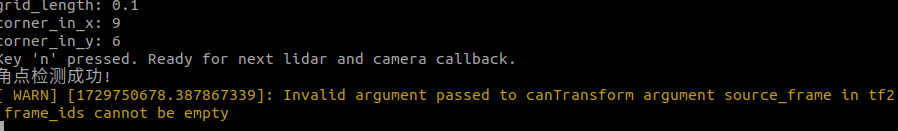 grid_length: 0.1
corner_in_x: 9
corner_in_y: 6
Key 'n' pressed. Ready for next lidar and camera callback.
角点检测成功!
[ WARN] [1729750678.387867339]: Invalid argument passed to canTransform argument source_frame in tf2
frame_ids cannot be empty